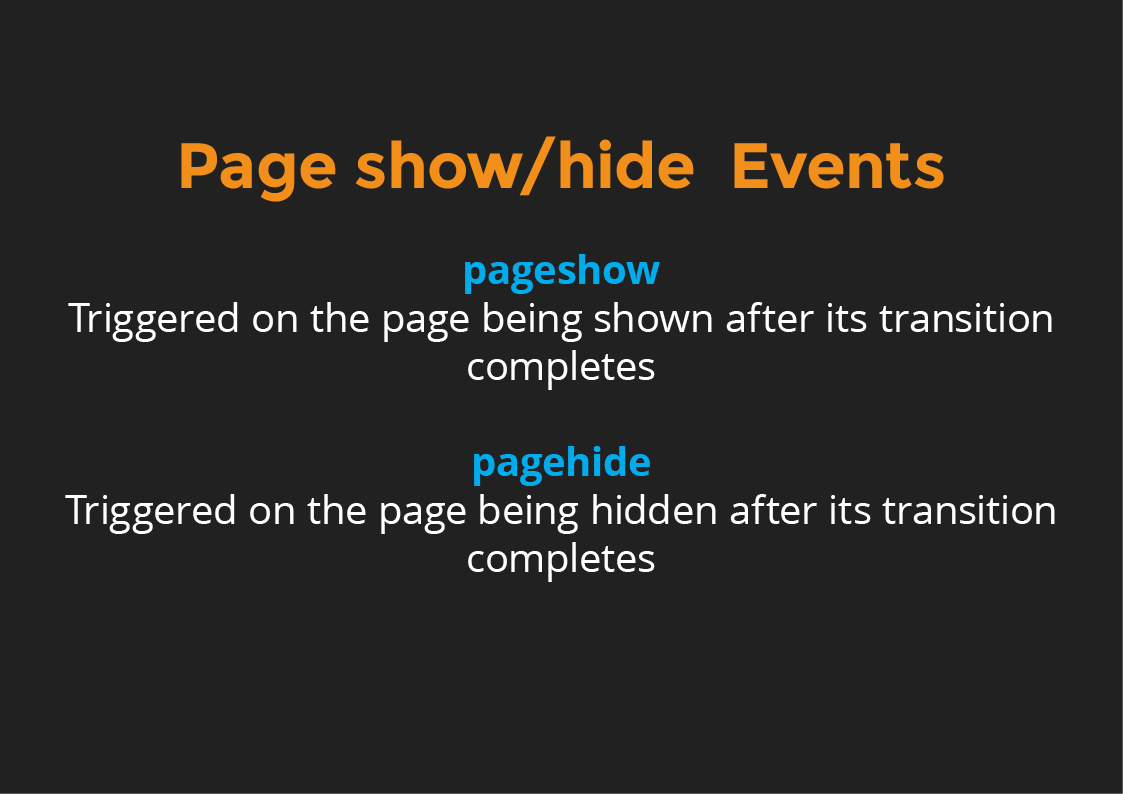 Page show/hide  Events
pageshow
Triggered on the page being shown after its transition
completes
pagehide
Triggered on the page being hidden after its transition
completes